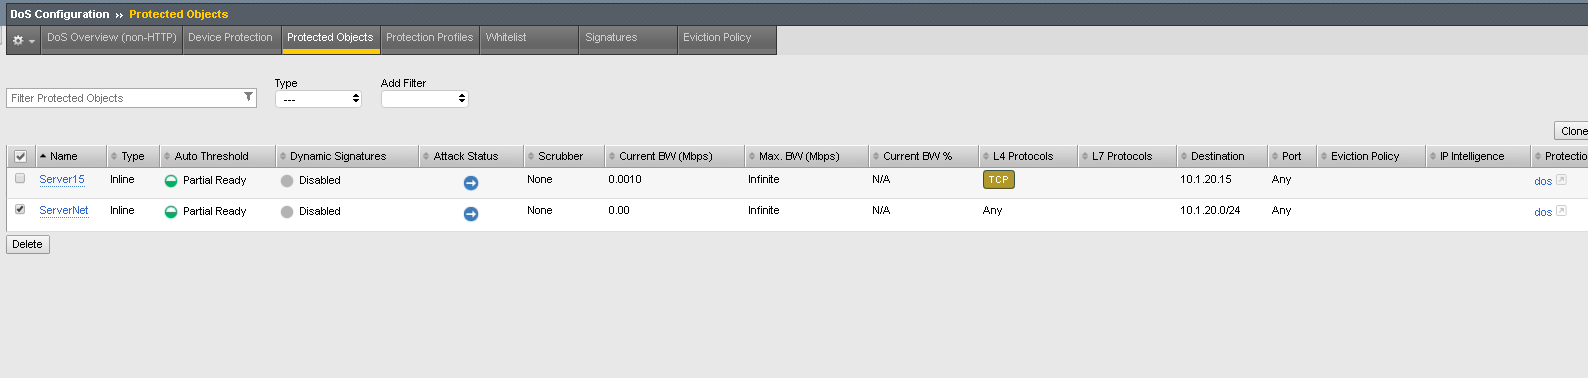 DoS Configuration ›› Protected Objects
DoS Overview (non-HTTP) Device Protection Protected Objects Protection Profiles Whitelist Signatures Eviction Policy
Type Add Filter
Filter Protected Objects ---
Clone
Name Type Auto Threshold Dynamic Signatures Attack Status Scrubber Current BW (Mbps) Max. BW (Mbps) Current BW % L4 Protocols L7 Protocols Destination Port Eviction Policy IP Intelligence Protectio
Server15 Inline Partial Ready Disabled None 0.0010 Infinite N/A TCP 10.1.20.15 Any dos
ServerNet Inline Partial Ready Disabled None 0.00 Infinite N/A Any 10.1.20.0/24 Any dos
Delete